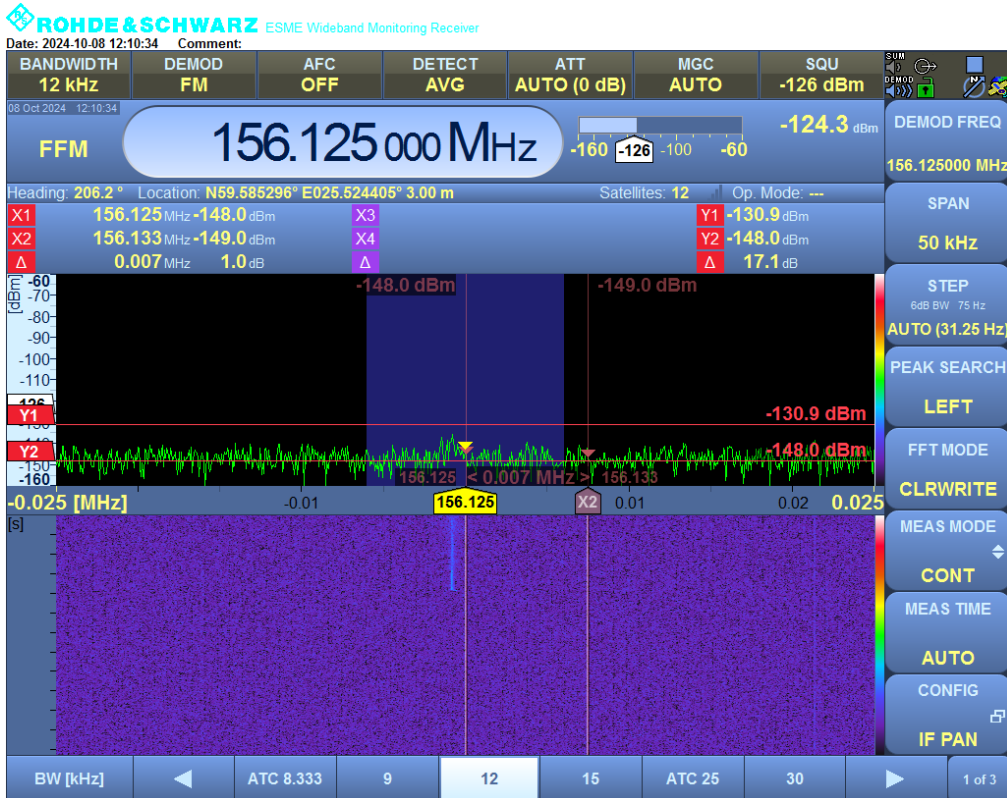 ROHDE & SCHWARZ ESME Wideband Monitoring Receiver
Date: 2024-10-08 12:10:34 Comment:
BANDWIDTH DEMOD AFC DETECT ATT MGC SQU
12 kHz FM OFF AVG AUTO (0 dB) AUTO -126 dBm
SUM
DEMOD
08 Oct 2024 12:10:34
FFM 156.125 000 MHz -160 -126 -100 -60 -124.3 dBm
DEMOD FREQ
156.125000 MHz
Heading: 206.2 ° Location: N59.585296° E025.524405° 3.00 m Satellites: 12 Op. Mode: ---
X1 156.125 MHz -148.0 dBm X3 Y1 -130.9 dBm
X2 156.133 MHz -149.0 dBm X4 Y2 -148.0 dBm
Δ 0.007 MHz 1.0 dB Δ Δ 17.1 dB
SPAN
50 kHz
[dBm]
-60
-70
-80
-90
-100
-110
-148.0 dBm -149.0 dBm
Y1 -130.9 dBm
Y2 -148.0 dBm
-150
-160
156.125 < 0.007 MHz > 156.133
-0.025 [MHz] -0.01 156.125 X2 0.01 0.02 0.025
[s]
STEP
6dB BW 75 Hz
AUTO (31.25 Hz)
PEAK SEARCH
LEFT
FFT MODE
CLRWRITE
MEAS MODE
CONT
MEAS TIME
AUTO
CONFIG
IF PAN
BW [kHz] ATC 8.333 9 12 15 ATC 25 30 1 of 3